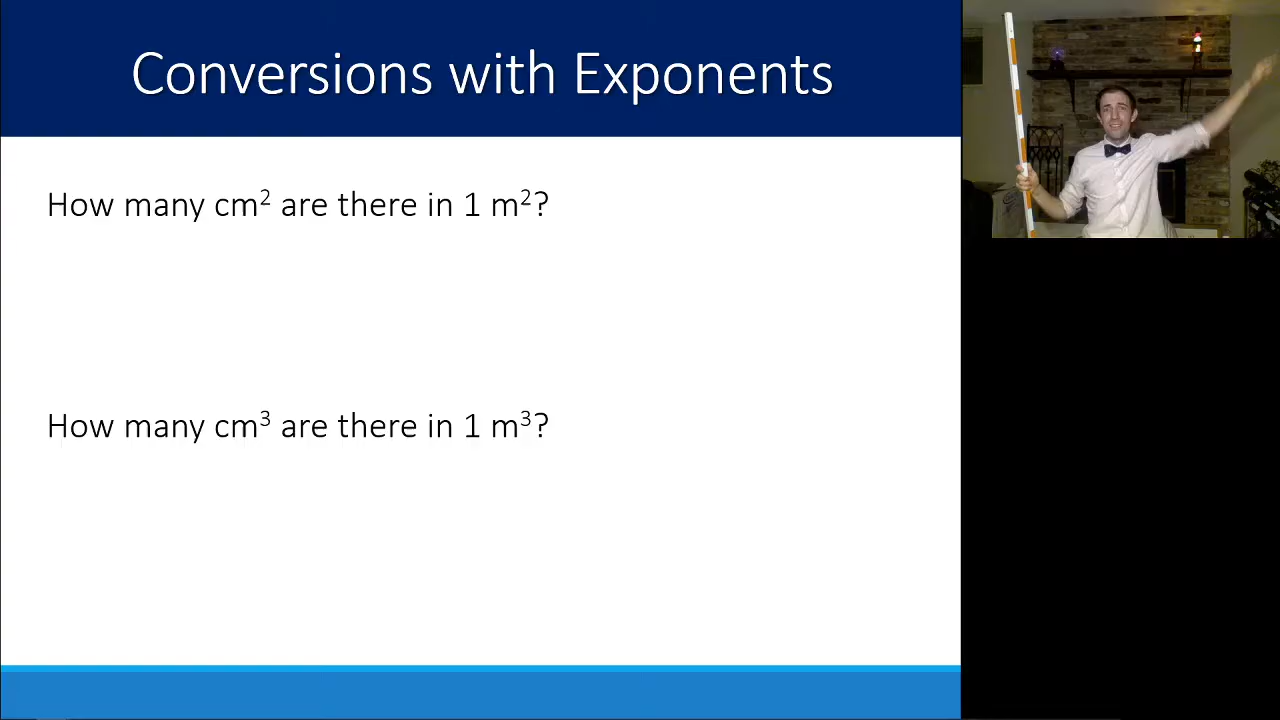 Conversions with Exponents
How many cm² are there in 1 m²?
How many cm³ are there in 1 m³?